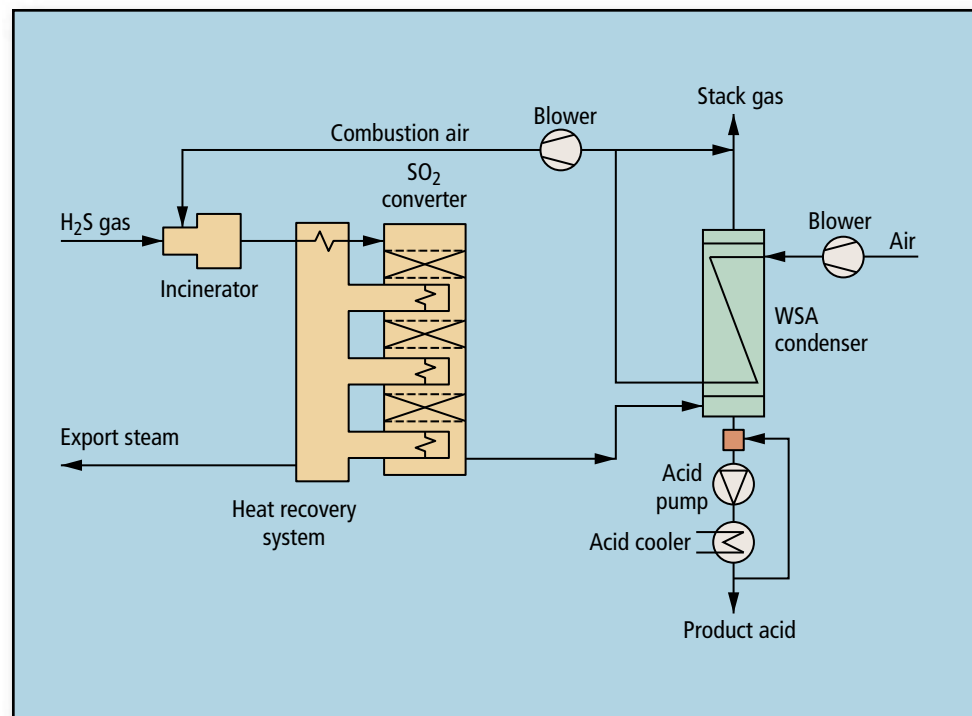 Stack gas
Blower
Combustion air
SO₂
converter
H₂S gas
Blower
Air
Incinerator
WSA
condenser
Export steam
Heat recovery
system
Acid
pump
Acid cooler
Product acid